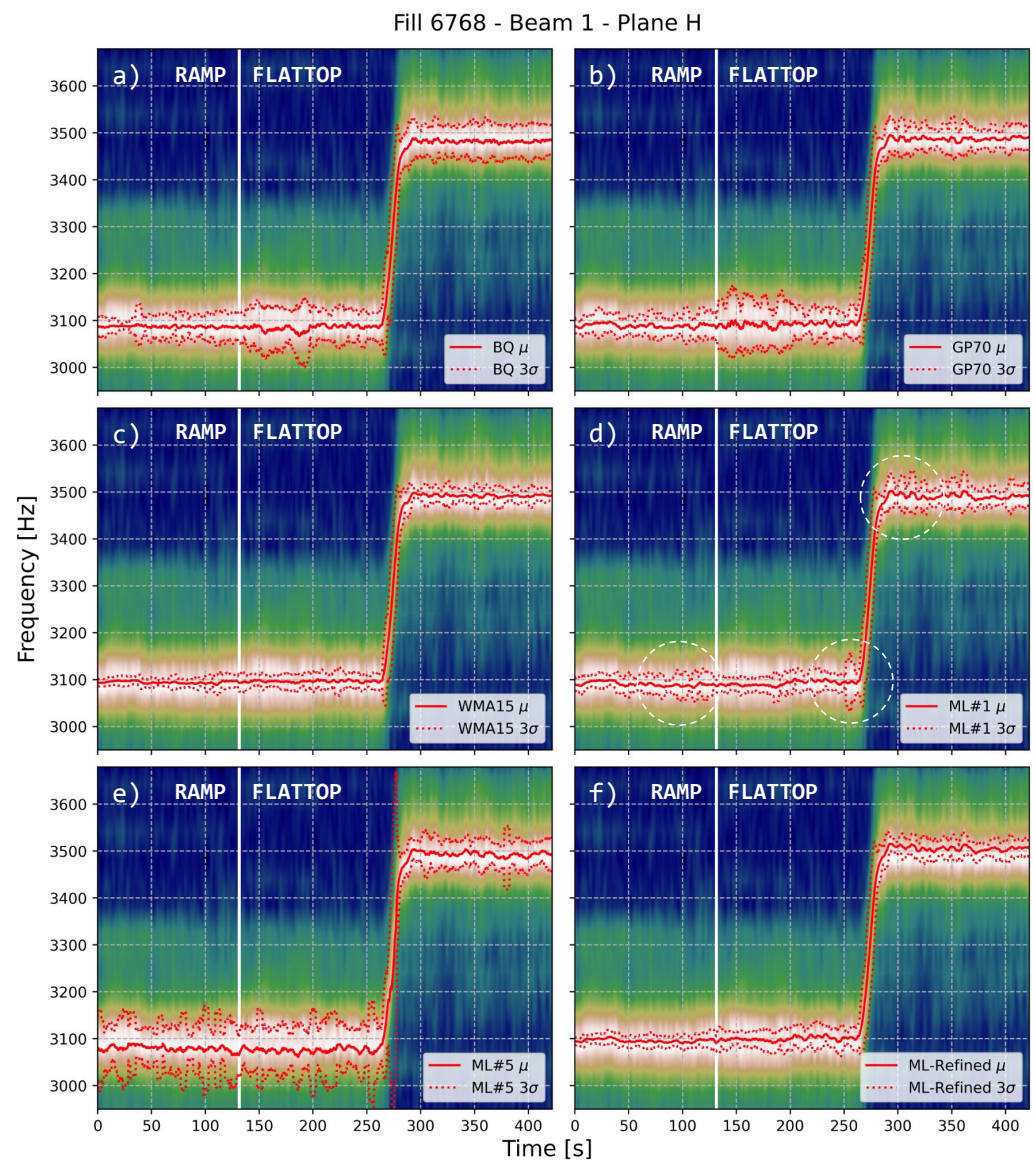 Fill 6768 - Beam 1 - Plane H
a) RAMP FLATTOP
3600
3500
3400
3300
3200
3100
3000
BQ μ
BQ 3σ
b) RAMP FLATTOP
GP70 μ
GP70 3σ
c) RAMP FLATTOP
3600
3500
3400
3300
3200
3100
3000
WMA15 μ
WMA15 3σ
d) RAMP FLATTOP
ML#1 μ
ML#1 3σ
Frequency [Hz]
e) RAMP FLATTOP
3600
3500
3400
3300
3200
3100
3000
ML#5 μ
ML#5 3σ
0 50 100 150 200 250 300 350 400
f) RAMP FLATTOP
ML-Refined μ
ML-Refined 3σ
0 50 100 150 200 250 300 350 400
Time [s]